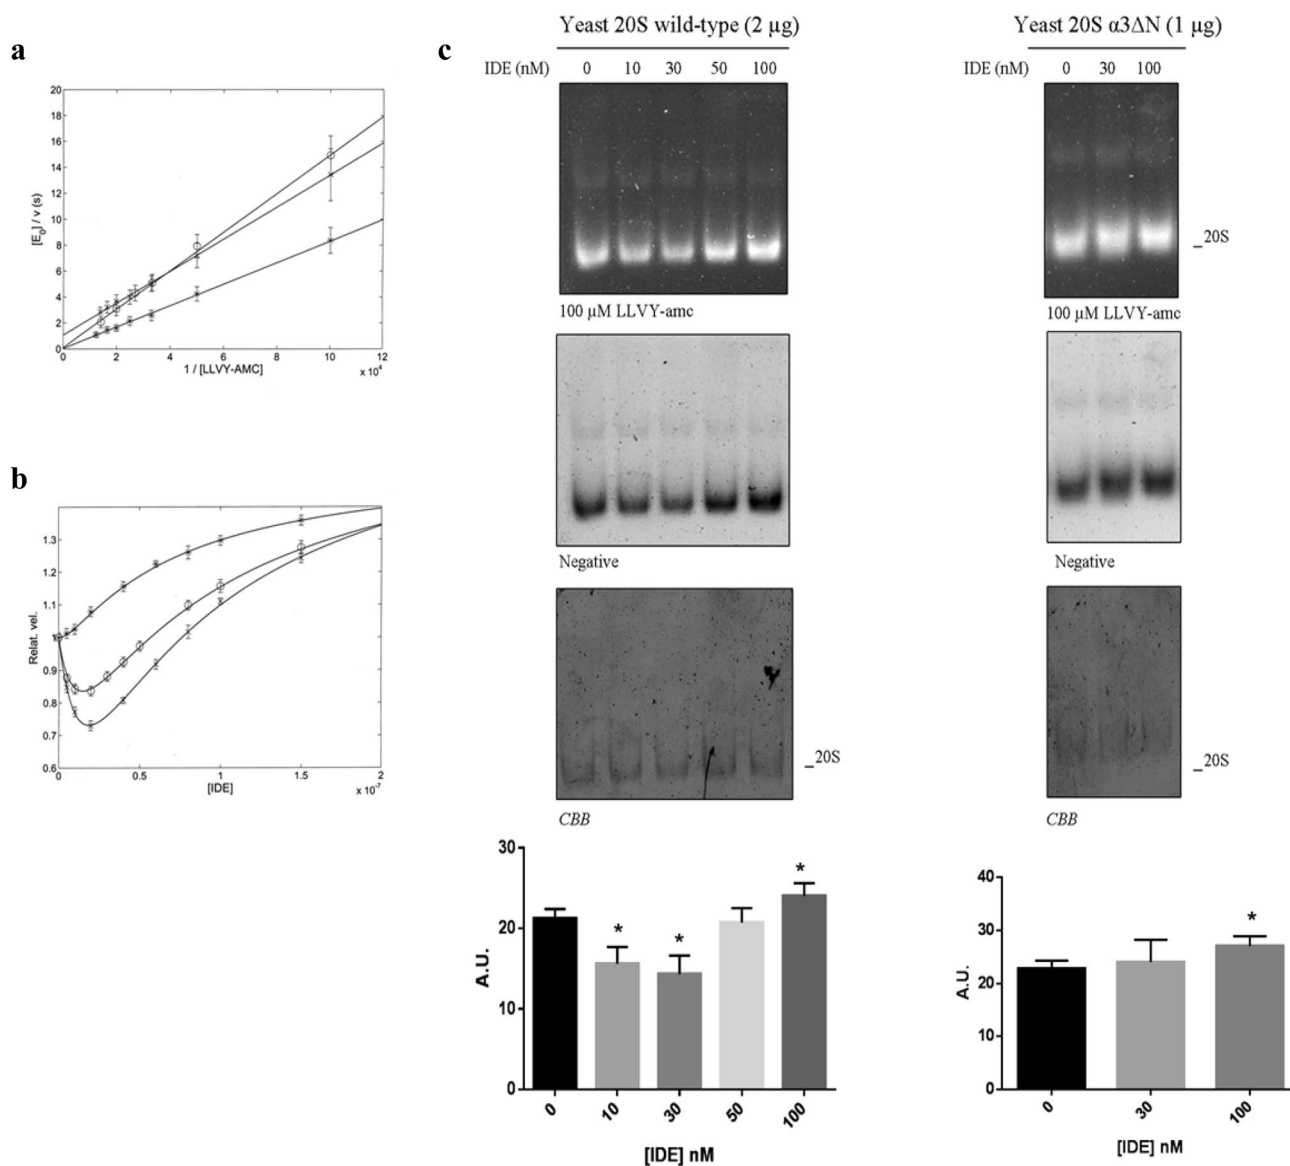 a
20
18
16
14
12
10
8
6
4
2
0
[E₀] / v (s)
0 2 4 6 8 10 12
1 / [LLVY-AMC]
x 10⁴
b
1.3
1.2
1.1
1
0.9
0.8
0.7
0.6
Relat. vel.
0 0.5 1 1.5 2
[IDE]
x 10⁻⁷
c
Yeast 20S wild-type (2 µg)
IDE (nM) 0 10 30 50 100
100 µM LLVY-amc
Negative
_20S
CBB
30
20
10
0
A.U.
* * *
0 10 30 50 100
[IDE] nM
Yeast 20S α3ΔN (1 µg)
IDE (nM) 0 30 100
_20S
100 µM LLVY-amc
Negative
_20S
CBB
40
30
20
10
0
A.U.
*
0 30 100
[IDE] nM